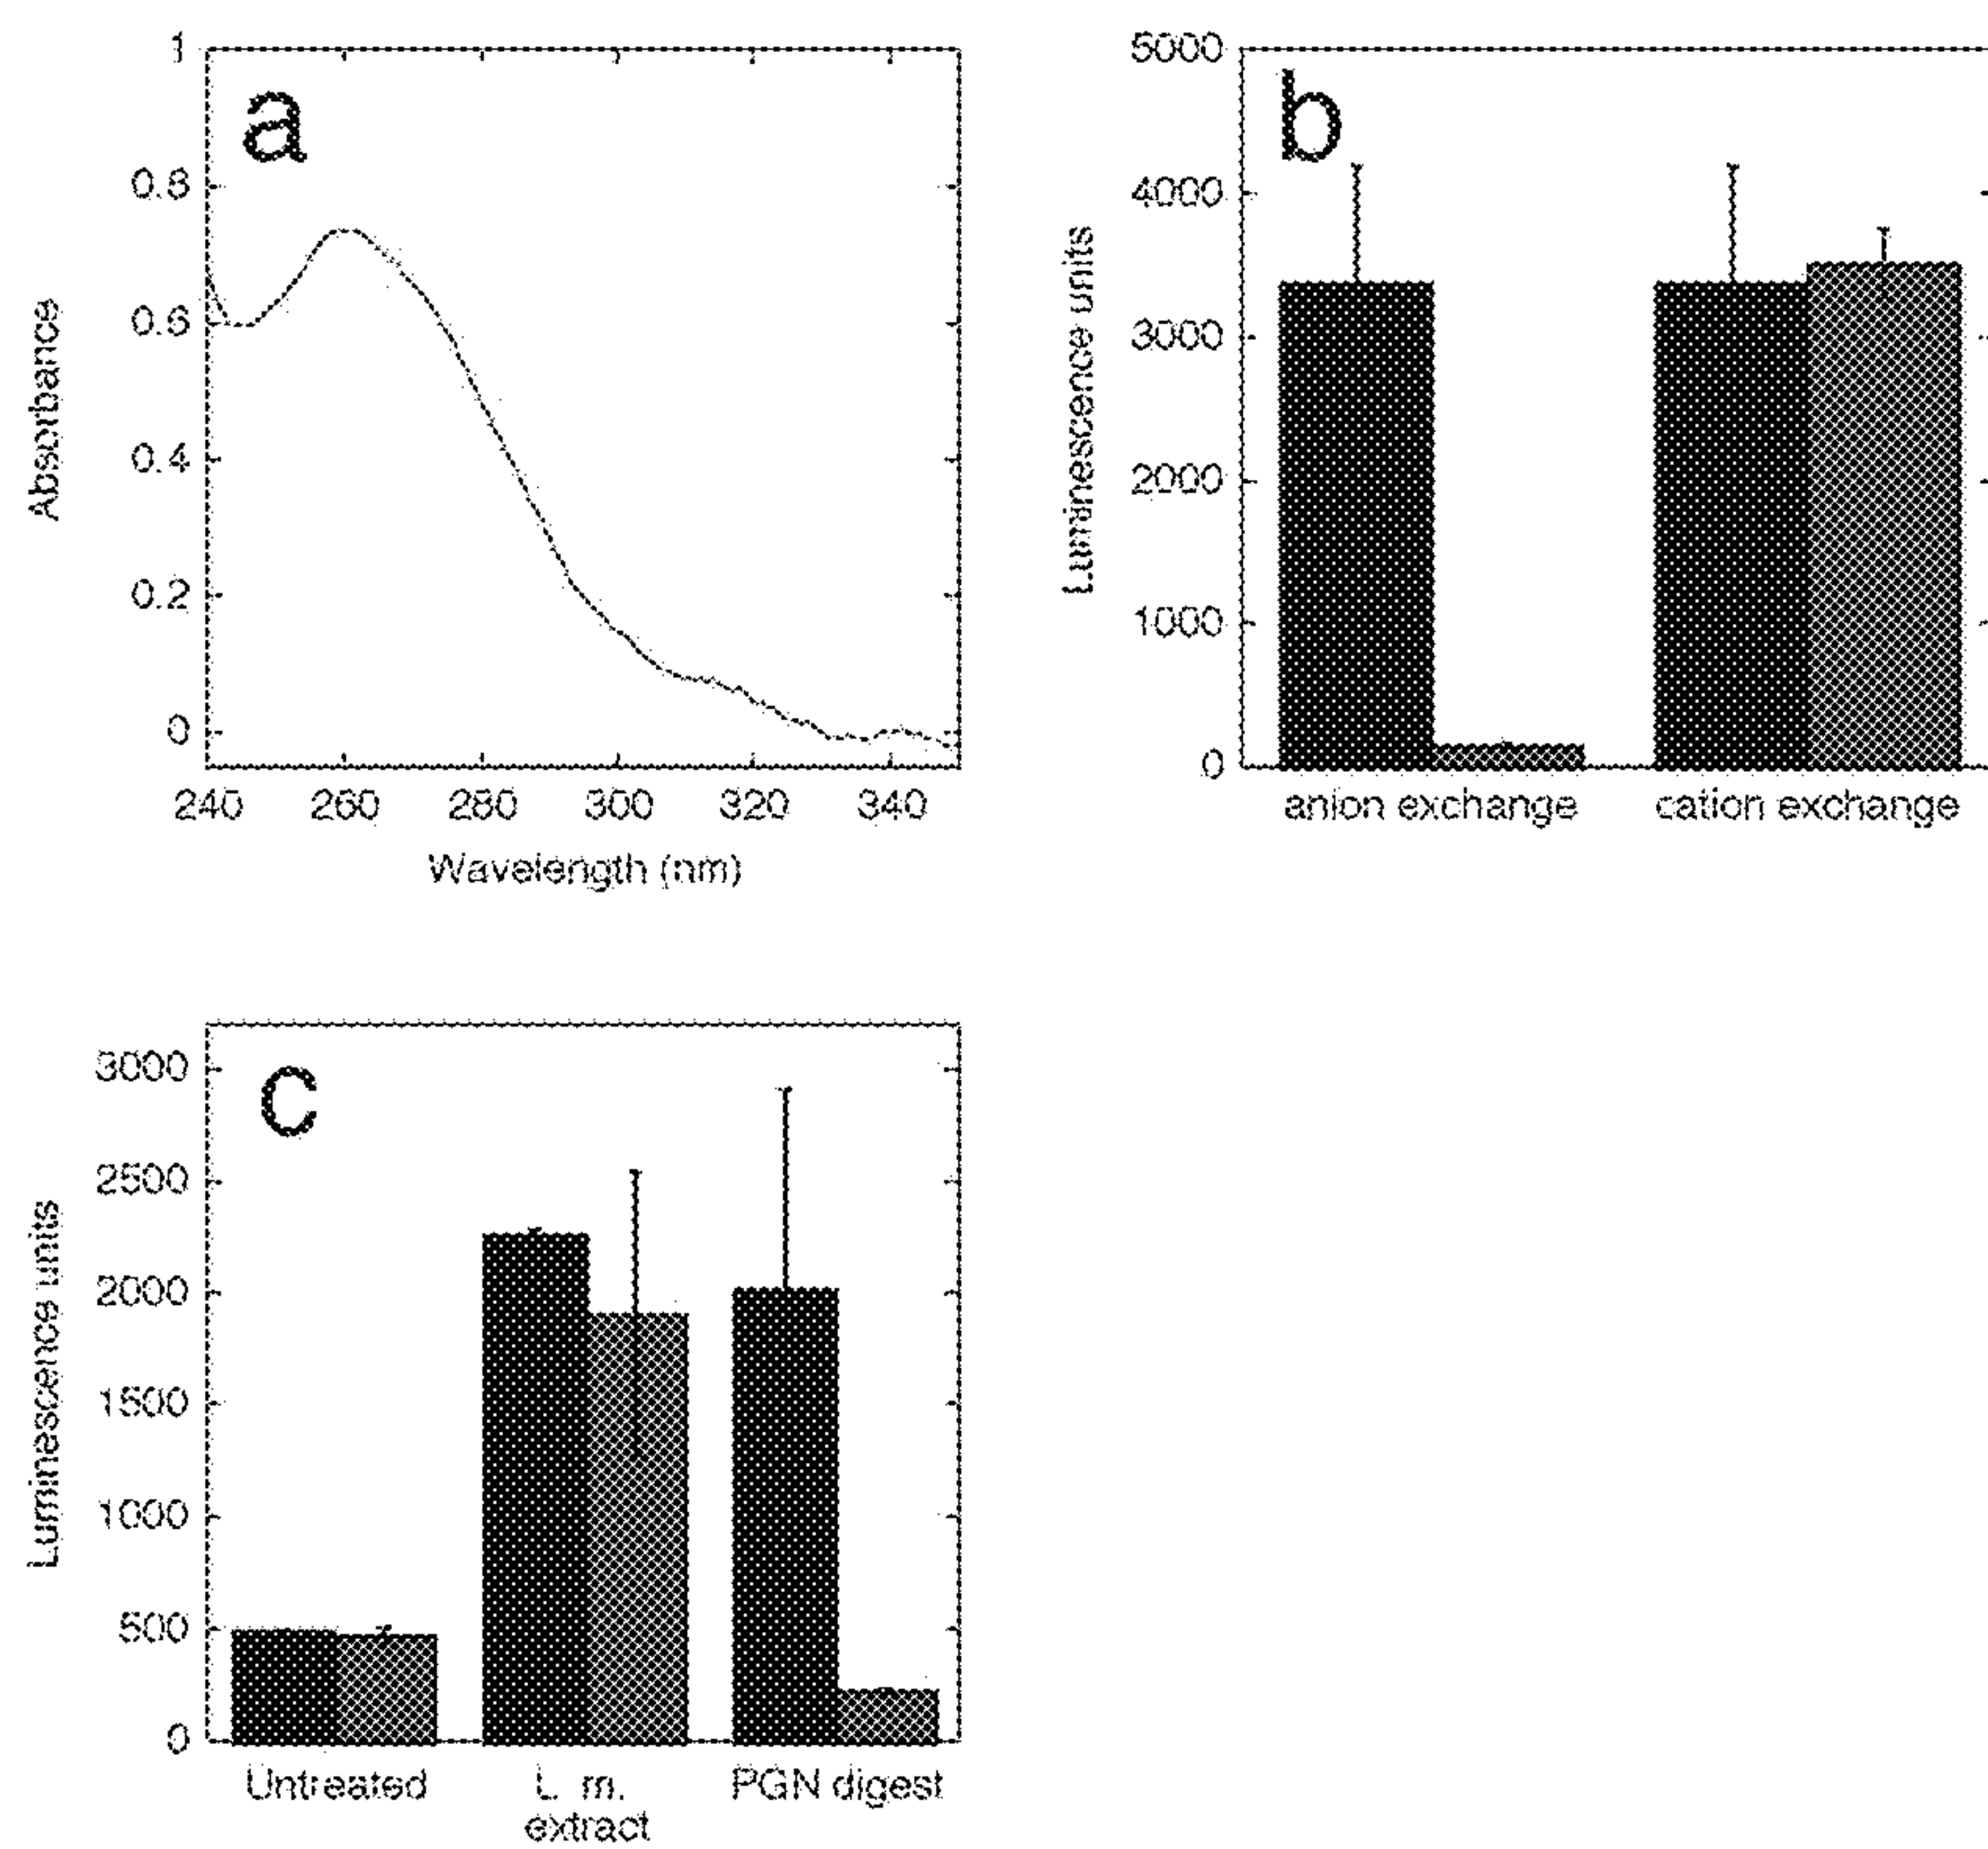 a
1
0.8
0.6
0.4
0.2
0
Absorbance
240 260 280 300 320 340
Wavelength (nm)
b
5000
4000
3000
2000
1000
0
Luminescence units
anion exchange cation exchange
c
3000
2500
2000
1500
1000
500
0
Luminescence units
Untreated L. m. PGN digest
extract